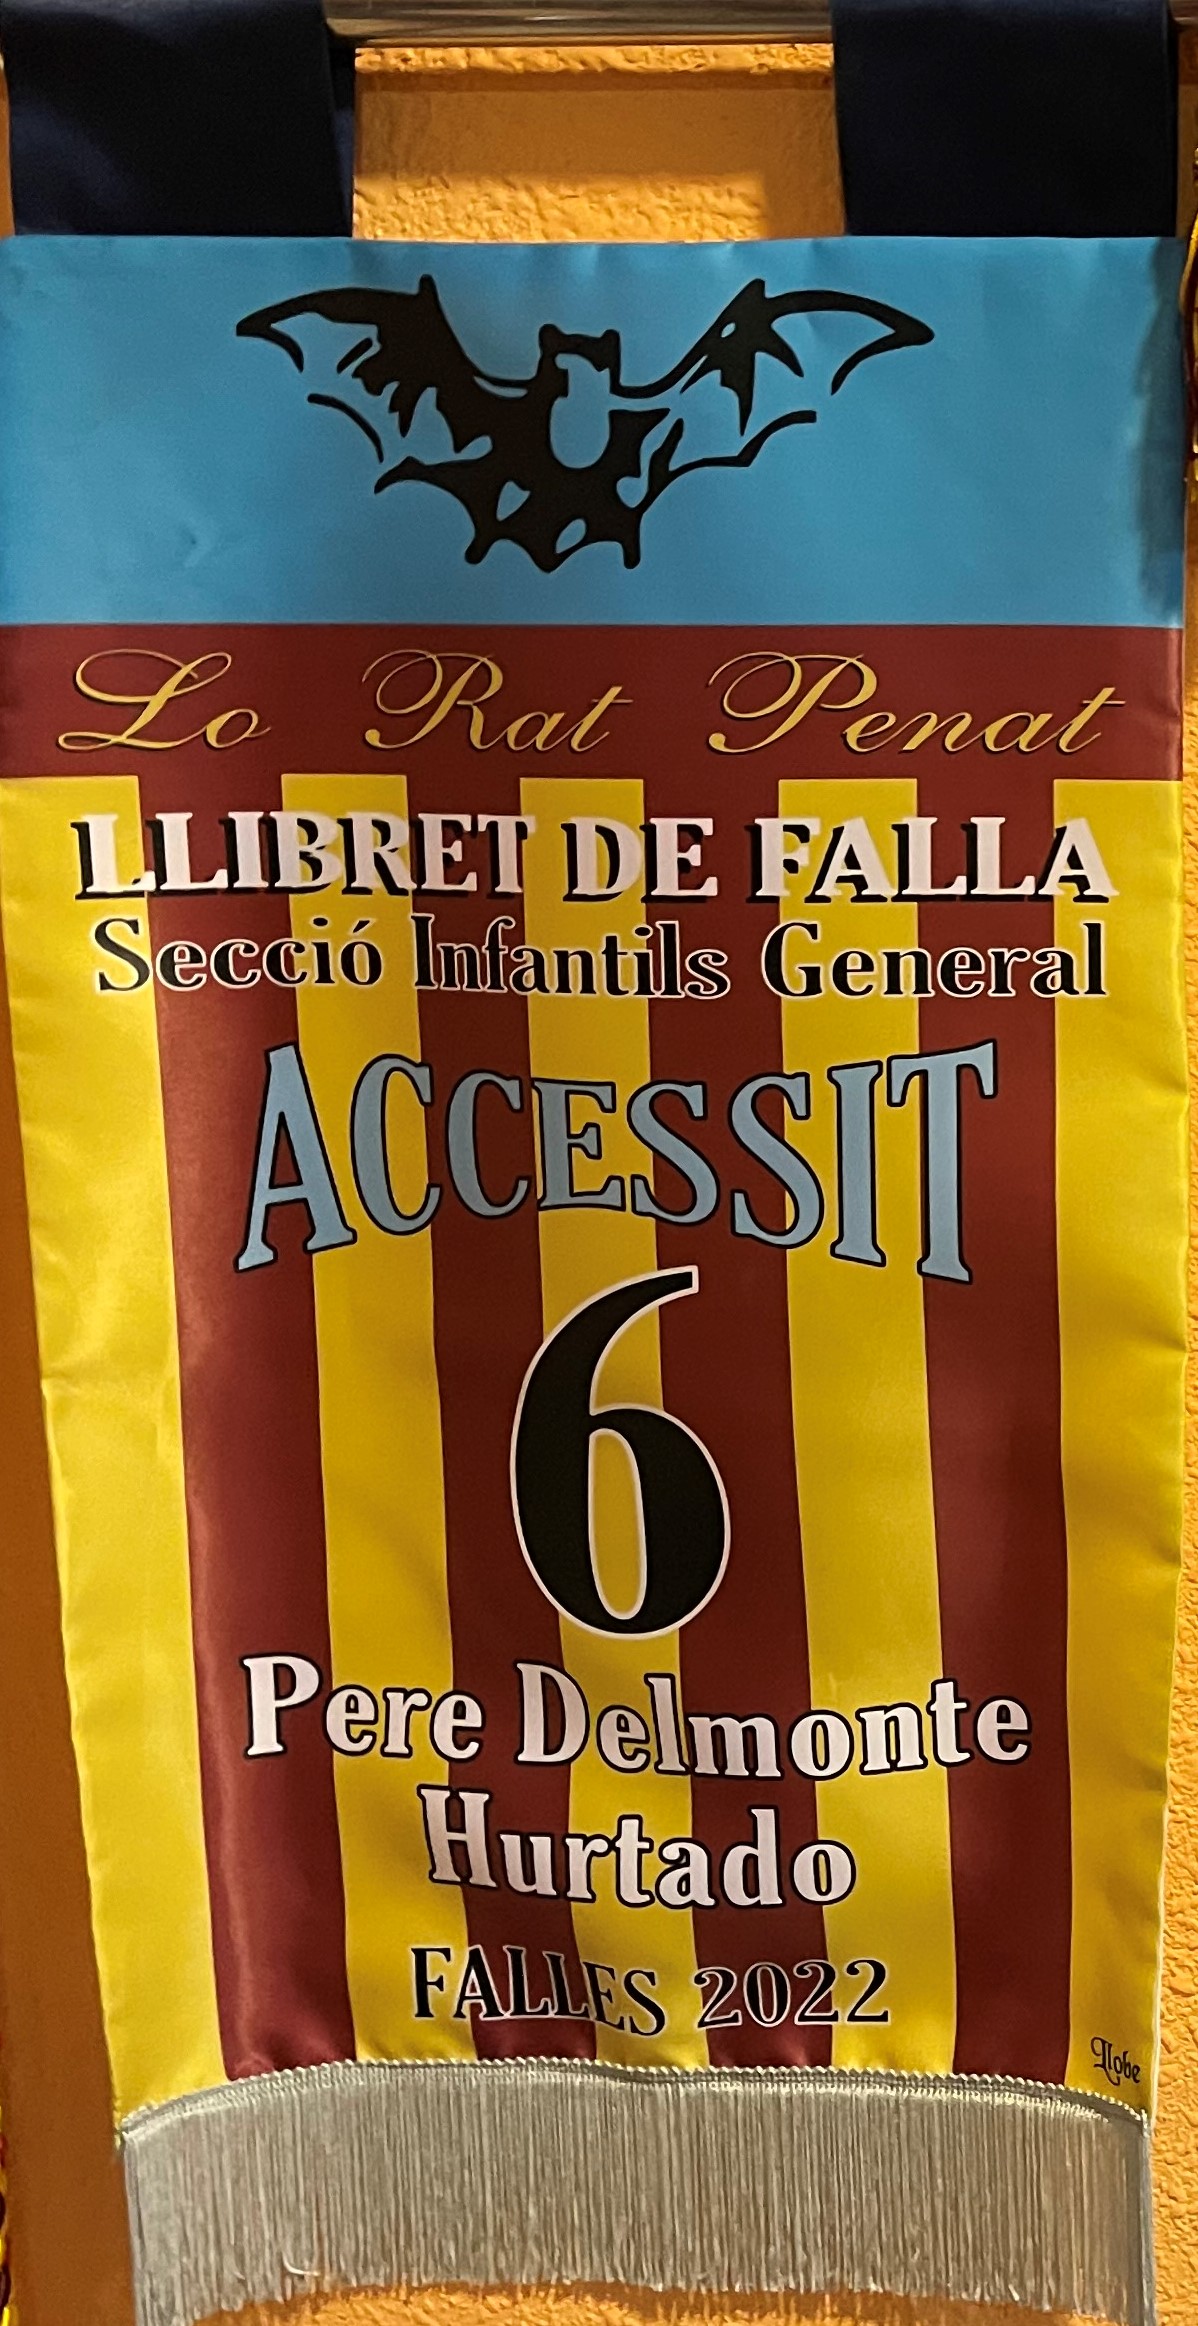 Lo Rat Penat
LLIBRET DE FALLA
Secció Infantils General
ACCESSIT
6
Pere Delmonte
Hurtado
FALLES 2022
Llobe